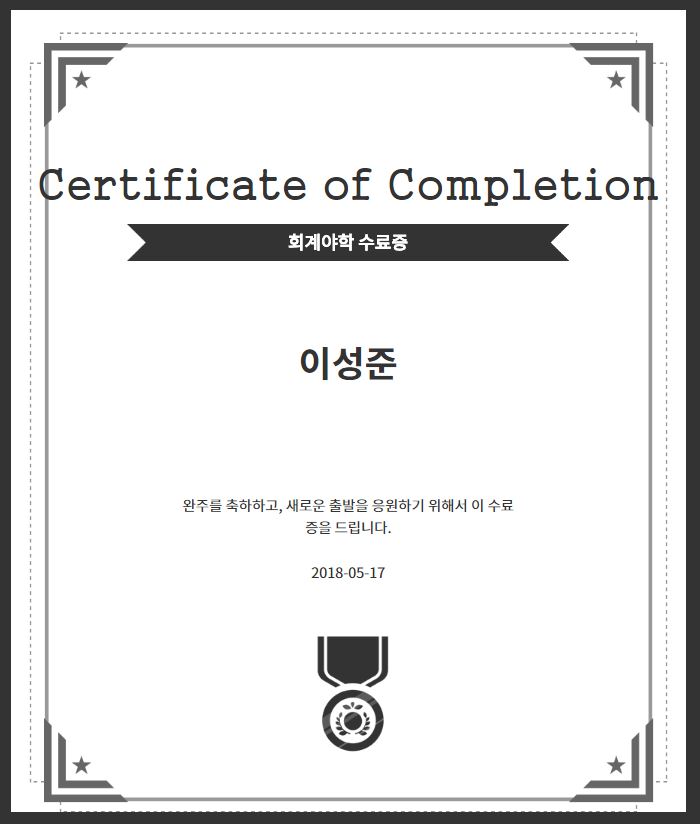 Certificate of Completion
회계야학 수료증
이성준
완주를 축하하고, 새로운 출발을 응원하기 위해서 이 수료
증을 드립니다.
2018-05-17